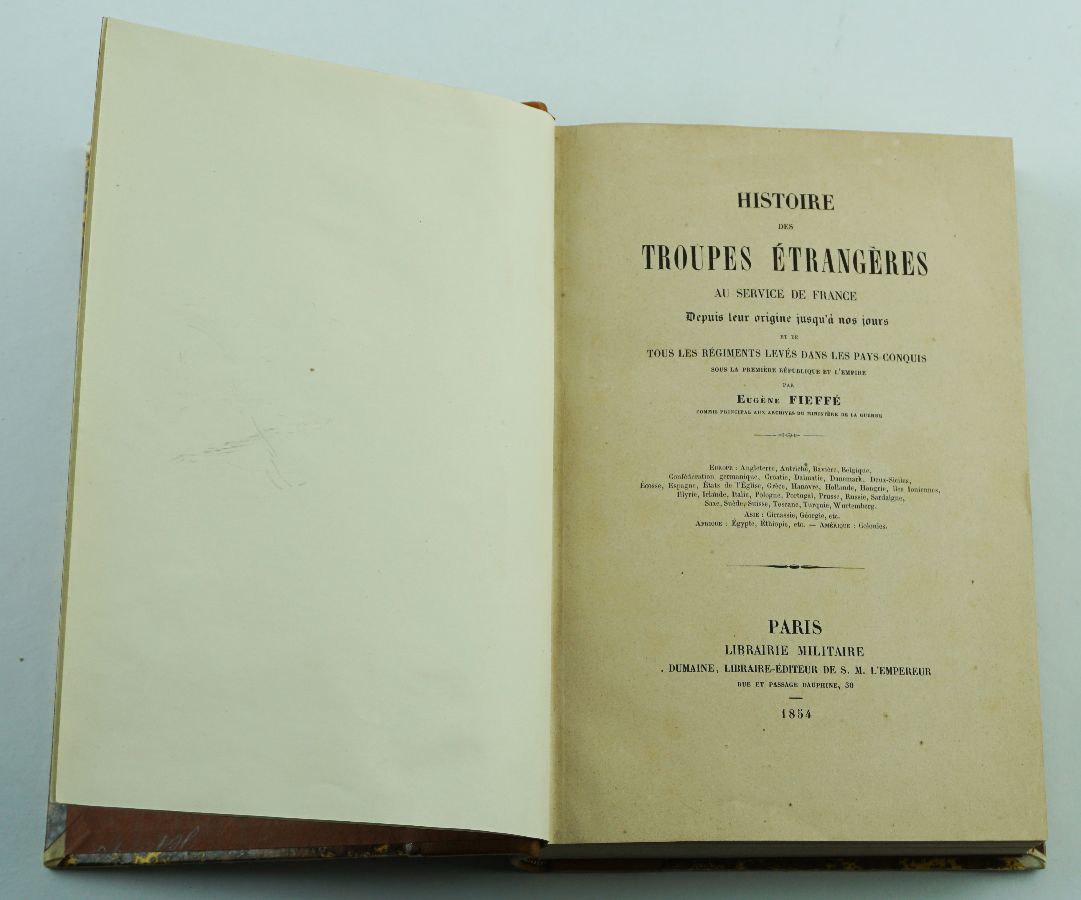 HISTOIRE
DES
TROUPES ÉTRANGÈRES
AU SERVICE DE FRANCE
Depuis leur origine jusqu'à nos jours
ET DE
TOUS LES RÉGIMENTS LEVÉS DANS LES PAYS CONQUIS
SOUS LA PREMIÈRE RÉPUBLIQUE ET L'EMPIRE
PAR
EUGÈNE FIEFFÉ
COMMIS PRINCIPAL AUX ARCHIVES DU MINISTÈRE DE LA GUERRE
EUROPE : Angleterre, Autriche, Bavière, Belgique,
Confédération germanique, Croatie, Dalmatie, Danemark, Deux-Siciles,
Écosse, Espagne, États de l'Église, Grèce, Hanovre, Hollande, Hongrie, îles Ioniennes,
Illyrie, Irlande, Italie, Pologne, Portugal, Prusse, Russie, Sardaigne,
Saxe, Suède, Suisse, Toscane, Turquie, Wurtemberg.
ASIE : Circassie, Géorgie, etc.
AFRIQUE : Égypte, Éthiopie, etc. — AMÉRIQUE : Colonies.
PARIS
LIBRAIRIE MILITAIRE
. DUMAINE, LIBRAIRE-ÉDITEUR DE S. M. L'EMPEREUR
RUE ET PASSAGE DAUPHINE, 30
1854